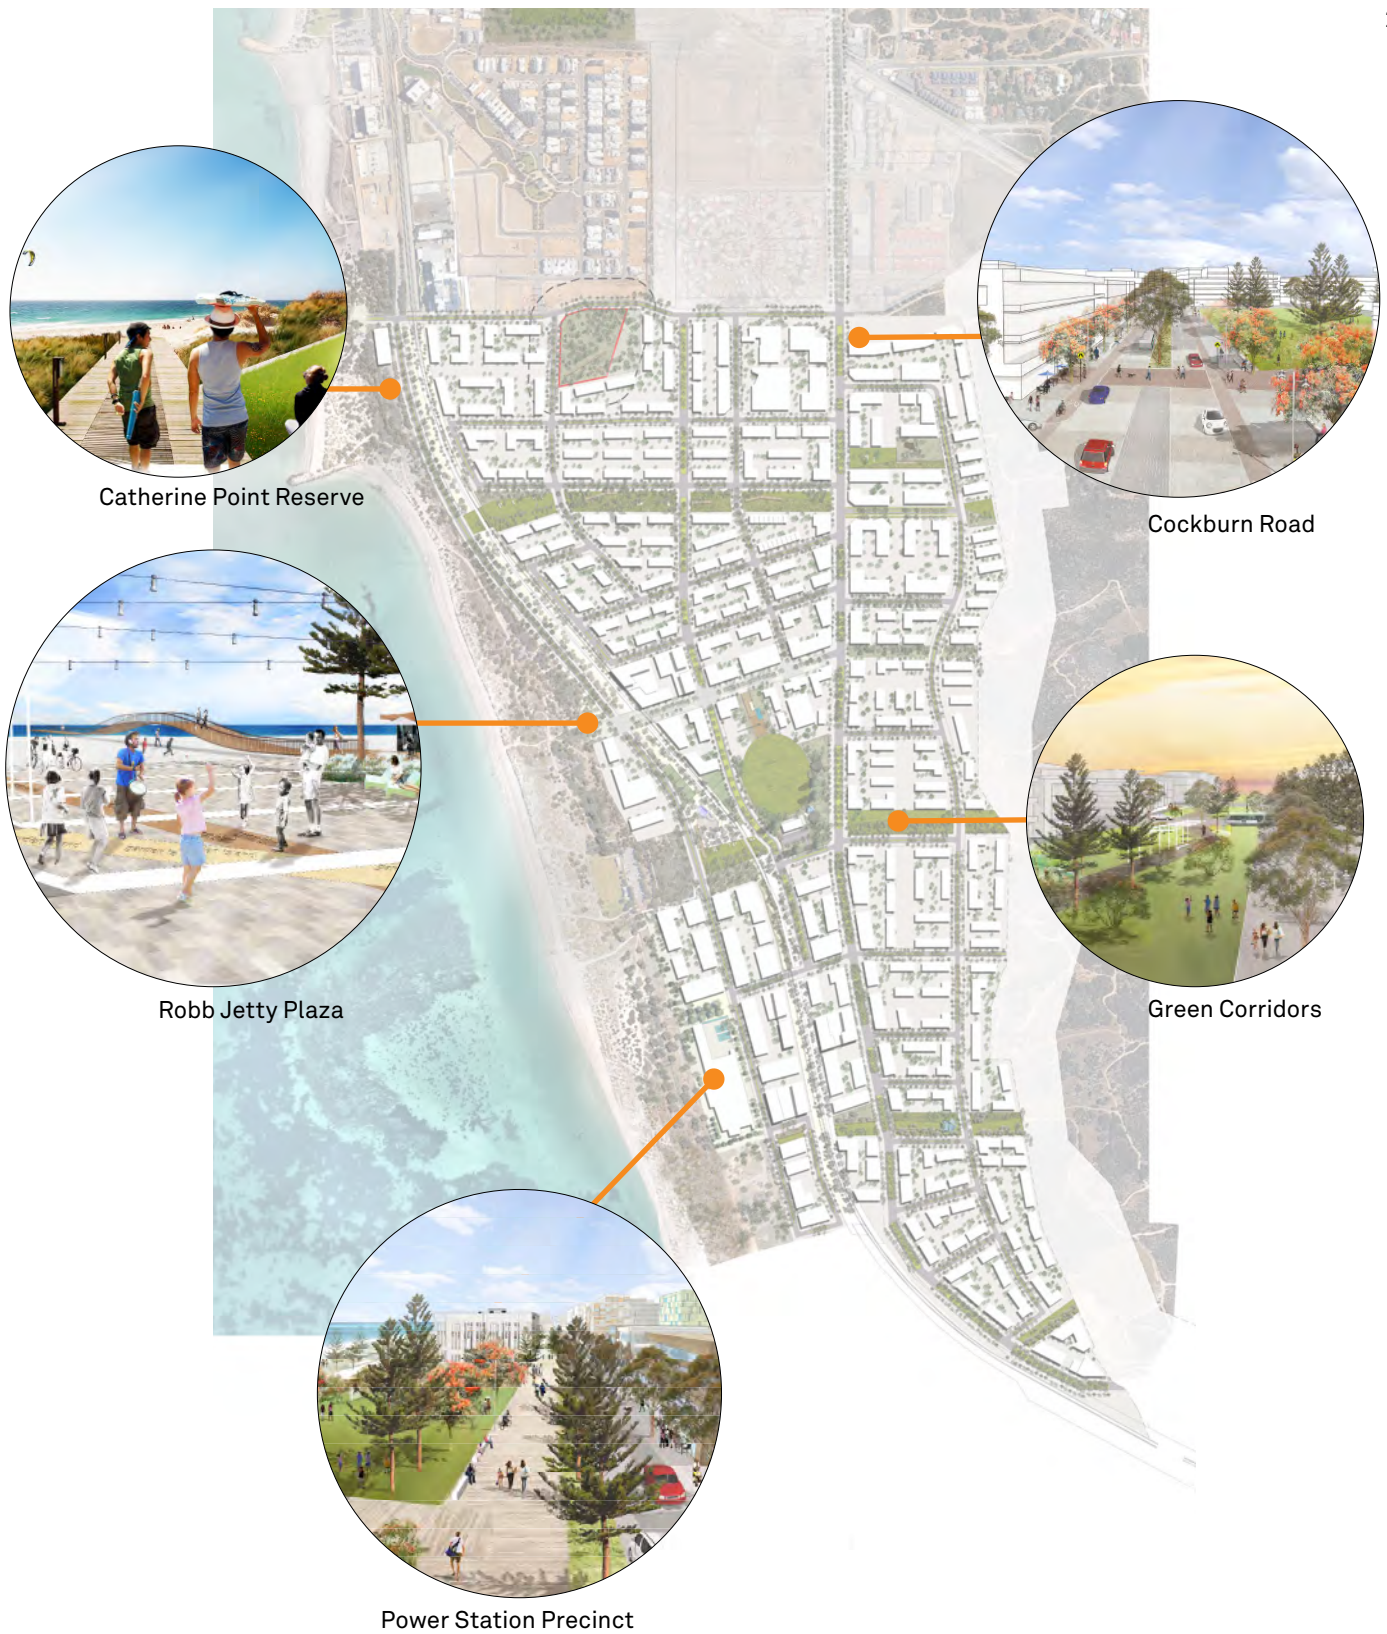 Catherine Point Reserve
Cockburn Road
Robb Jetty Plaza
Green Corridors
Power Station Precinct